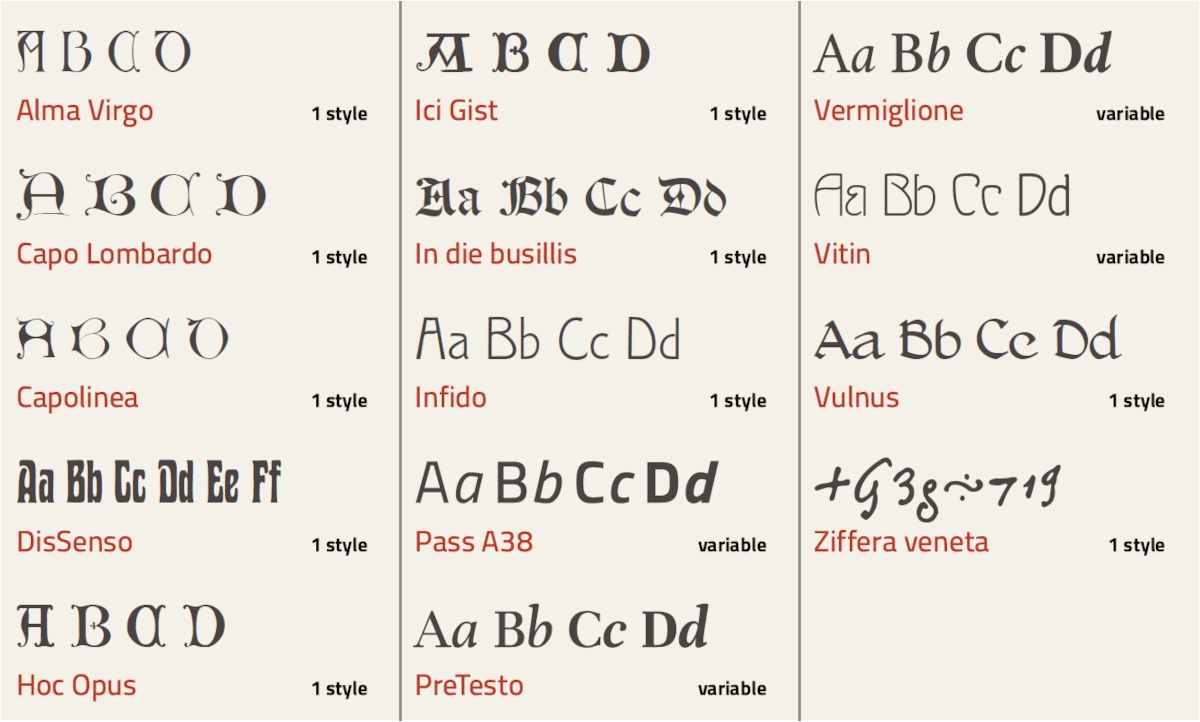 A B C D
Alma Virgo 1 style
A B C D
Capo Lombardo 1 style
A B C D
Capolinea 1 style
Aa Bb Cc Dd Ee Ff
DisSenso 1 style
A B C D
Hoc Opus 1 style
A B C D
Ici Gist 1 style
Aa Bb Cc Dd
In die busillis 1 style
Aa Bb Cc Dd
Infido 1 style
Aa Bb Cc Dd
Pass A38 variable
Aa Bb Cc Dd
PreTesto variable
Aa Bb Cc Dd
Vermiglione variable
Aa Bb Cc Dd
Vitin variable
Aa Bb Cc Dd
Vulnus 1 style
Ziffera veneta 1 style